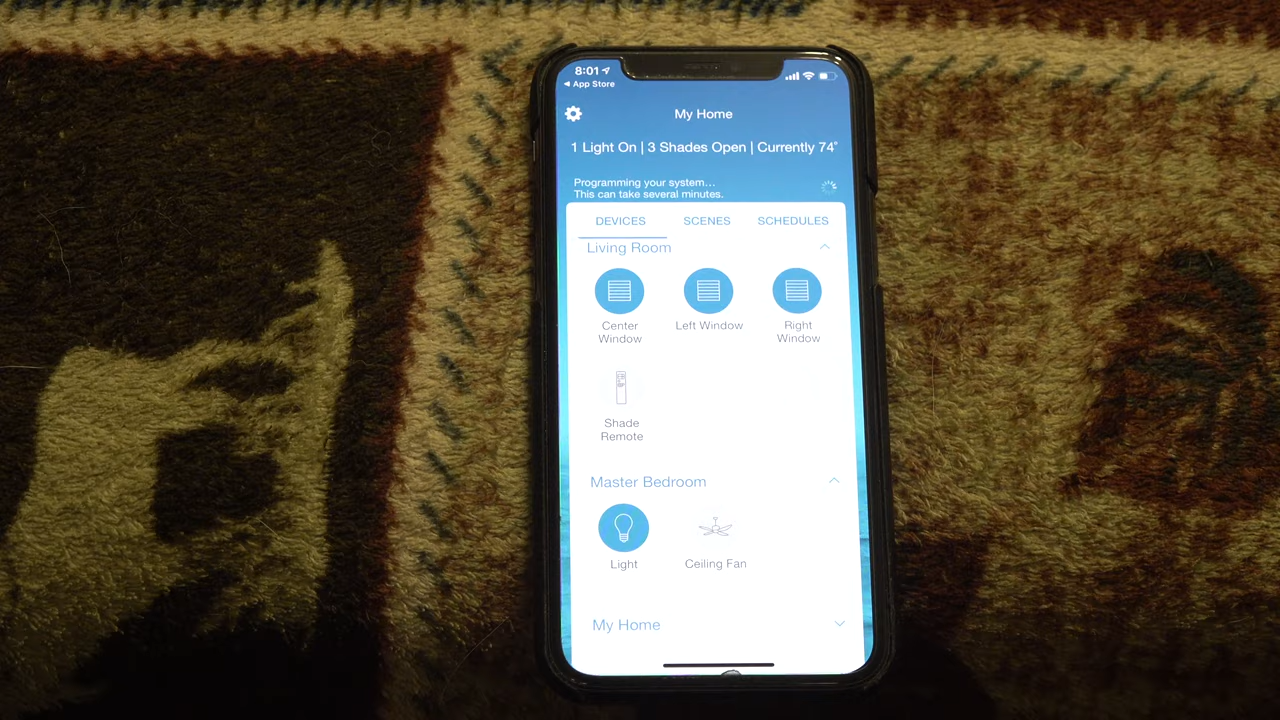 8:01
App Store
My Home
1 Light On | 3 Shades Open | Currently 74°
Programming your system...
This can take several minutes.
DEVICES SCENES SCHEDULES
Living Room
Center Window
Left Window
Right Window
Shade Remote
Master Bedroom
Light
Ceiling Fan
My Home